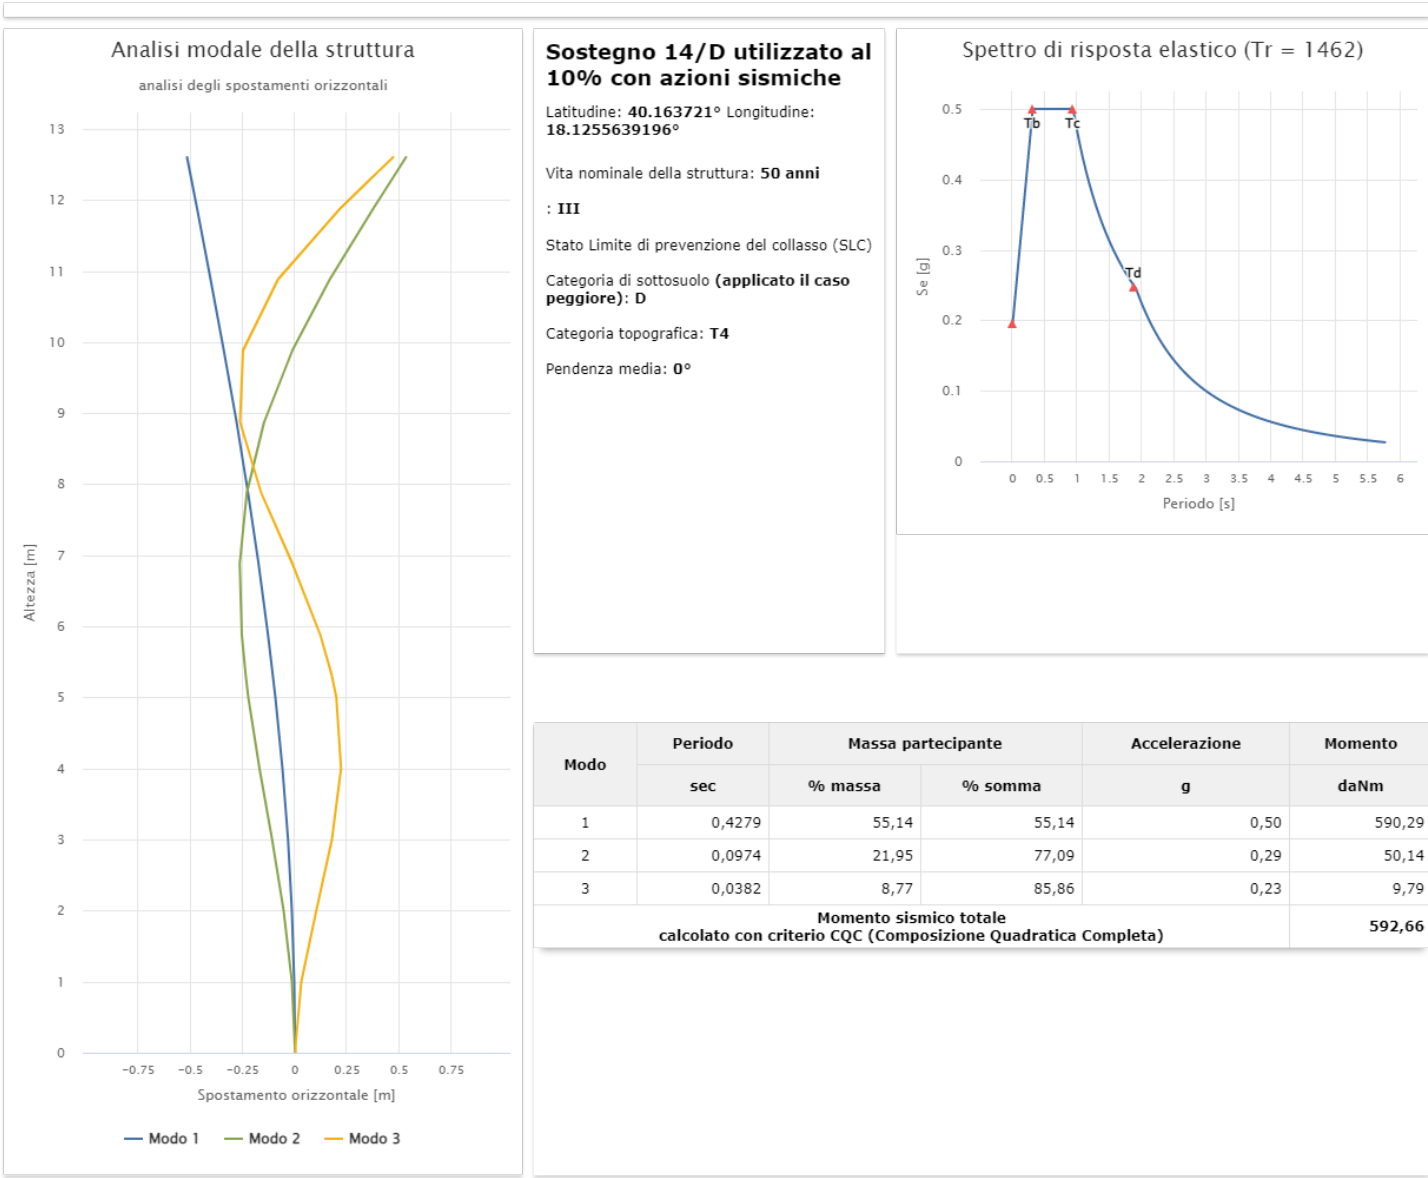 Analisi modale della struttura
analisi degli spostamenti orizzontali
13
12
11
10
9
8
7
6
5
4
3
2
1
0
Altezza [m]
−0.75 −0.5 −0.25 0 0.25 0.5 0.75
Spostamento orizzontale [m]
Modo 1 Modo 2 Modo 3
Sostegno 14/D utilizzato al
10% con azioni sismiche
Latitudine: 40.163721° Longitudine:
18.1255639196°
Vita nominale della struttura: 50 anni
: III
Stato Limite di prevenzione del collasso (SLC)
Categoria di sottosuolo (applicato il caso
peggiore): D
Categoria topografica: T4
Pendenza media: 0°
Spettro di risposta elastico (Tr = 1462)
0.5
0.4
0.3
0.2
0.1
0
Se [g]
Tb Tc
Td
0 0.5 1 1.5 2 2.5 3 3.5 4 4.5 5 5.5 6
Periodo [s]
Modo Periodo Massa partecipante Accelerazione Momento
sec % massa % somma g daNm
1 0,4279 55,14 55,14 0,50 590,29
2 0,0974 21,95 77,09 0,29 50,14
3 0,0382 8,77 85,86 0,23 9,79
Momento sismico totale
calcolato con criterio CQC (Composizione Quadratica Completa) 592,66